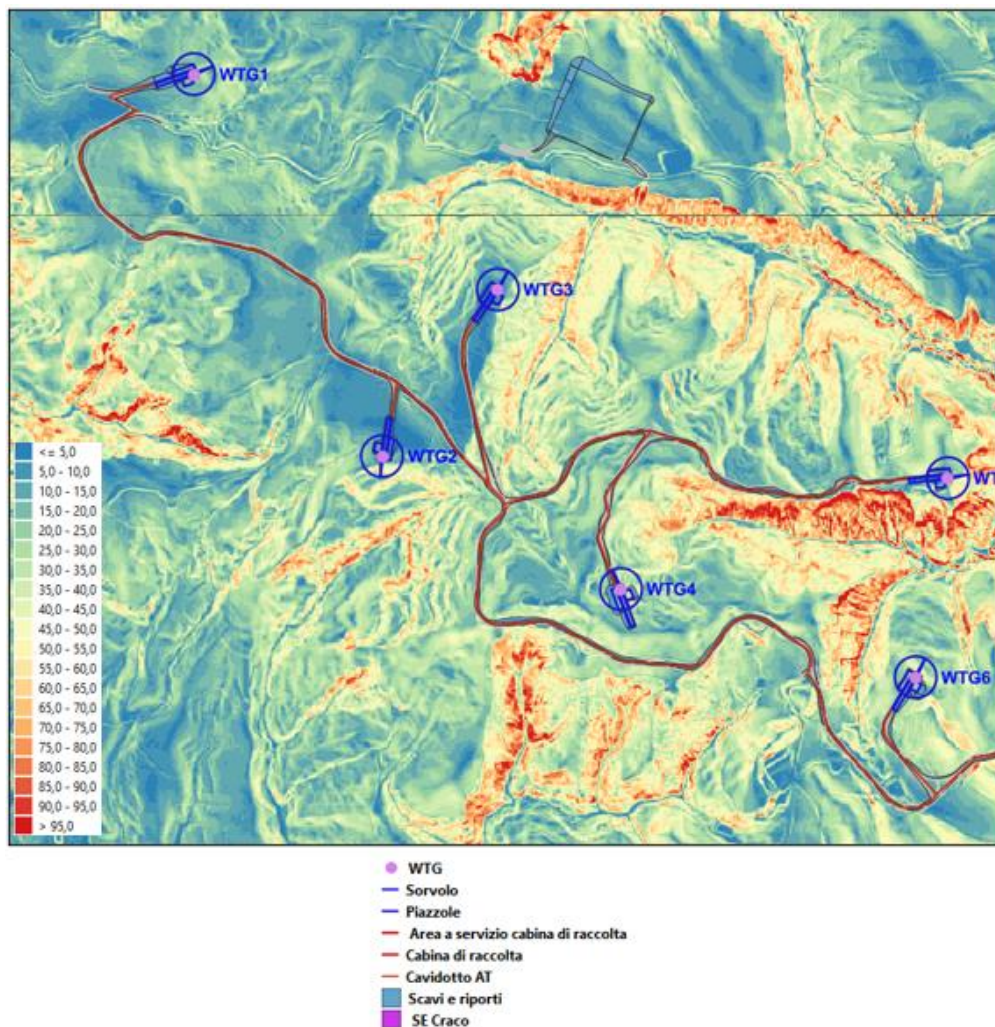 WTG1
WTG3
WTG2
WT
WTG4
WTG6
<= 5,0
5,0 - 10,0
10,0 - 15,0
15,0 - 20,0
20,0 - 25,0
25,0 - 30,0
30,0 - 35,0
35,0 - 40,0
40,0 - 45,0
45,0 - 50,0
50,0 - 55,0
55,0 - 60,0
60,0 - 65,0
65,0 - 70,0
70,0 - 75,0
75,0 - 80,0
80,0 - 85,0
85,0 - 90,0
90,0 - 95,0
> 95,0
WTG
Sorvolo
Piazzole
Area a servizio cabina di raccolta
Cabina di raccolta
Cavidotto AT
Scavi e riporti
SE Craco